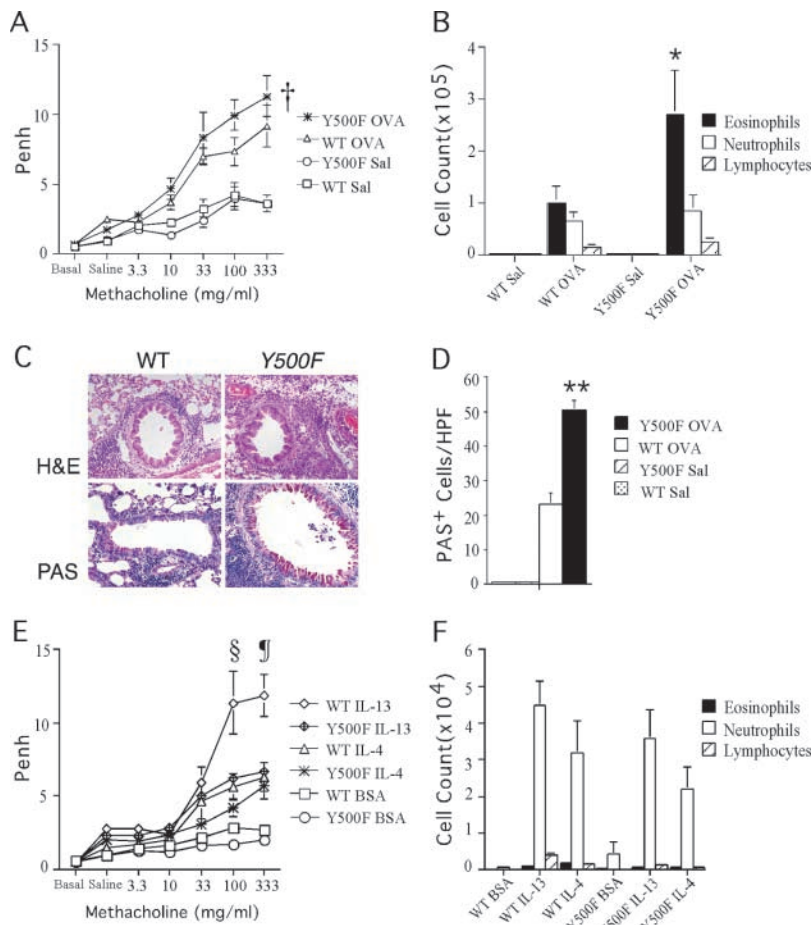 A
15
10
5
0
Penh
Basal Saline 3.3 10 33 100 333
Methacholine (mg/ml)
†
Y500F OVA
WT OVA
Y500F Sal
WT Sal
B
4
3
2
1
0
Cell Count(x10⁵)
*
WT Sal
WT OVA
Y500F Sal
Y500F OVA
Eosinophils
Neutrophils
Lymphocytes
C
WT Y500F
H&E
PAS
D
60
50
40
30
20
10
0
PAS⁺ Cells/HPF
**
Y500F OVA
WT OVA
Y500F Sal
WT Sal
E
15
10
5
0
Penh
§ ¶
Basal Saline 3.3 10 33 100 333
Methacholine (mg/ml)
WT IL-13
Y500F IL-13
WT IL-4
Y500F IL-4
WT BSA
Y500F BSA
F
6
5
4
3
2
1
0
Cell Count(x10⁴)
WT BSA
WT IL-13
WT IL-4
Y500F BSA
Y500F IL-13
Y500F IL-4
Eosinophils
Neutrophils
Lymphocytes